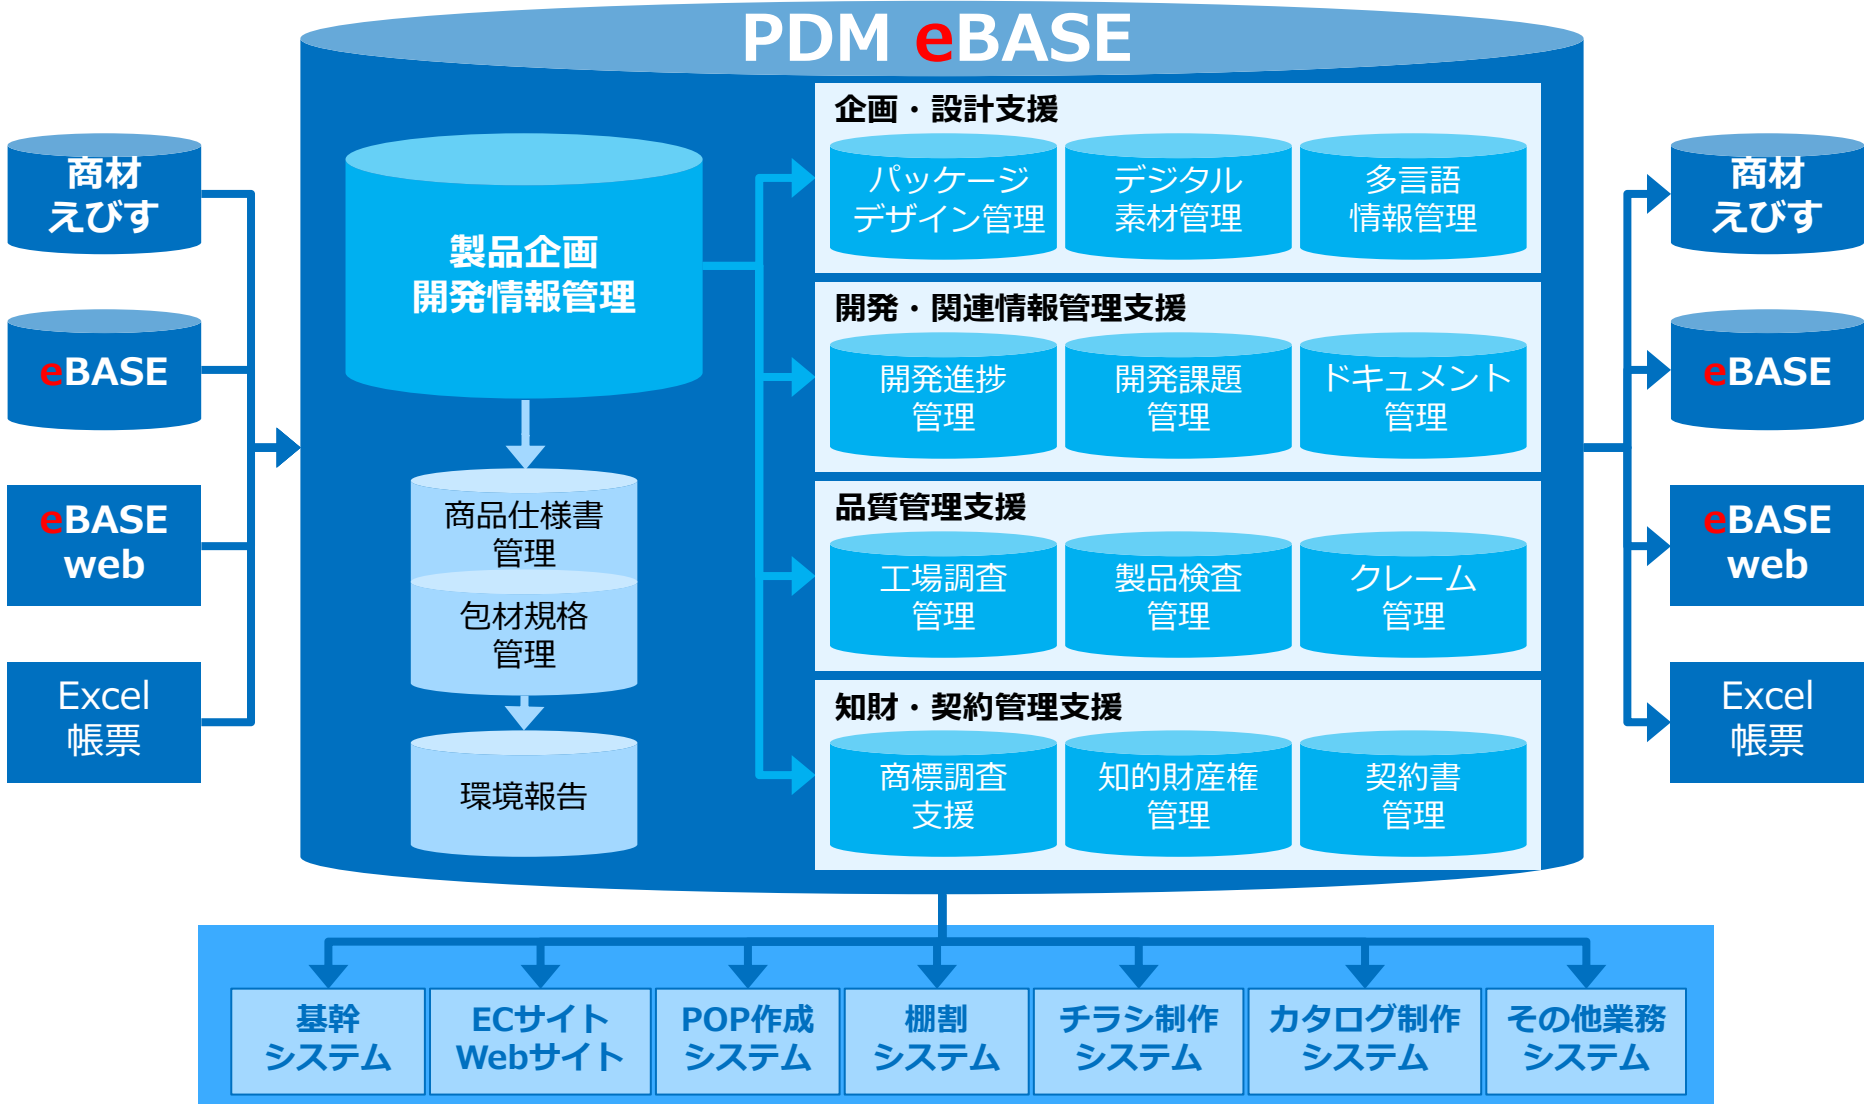 PDM eBASE
商材
えびす
eBASE
eBASE
web
Excel
帳票
製品企画
開発情報管理
商品仕様書
管理
包材規格
管理
環境報告
企画・設計支援
パッケージ
デザイン管理
デジタル
素材管理
多言語
情報管理
開発・関連情報管理支援
開発進捗
管理
開発課題
管理
ドキュメント
管理
品質管理支援
工場調査
管理
製品検査
管理
クレーム
管理
知財・契約管理支援
商標調査
支援
知的財産権
管理
契約書
管理
商材
えびす
eBASE
eBASE
web
Excel
帳票
基幹
システム
ECサイト
Webサイト
POP作成
システム
棚割
システム
チラシ制作
システム
カタログ制作
システム
その他業務
システム